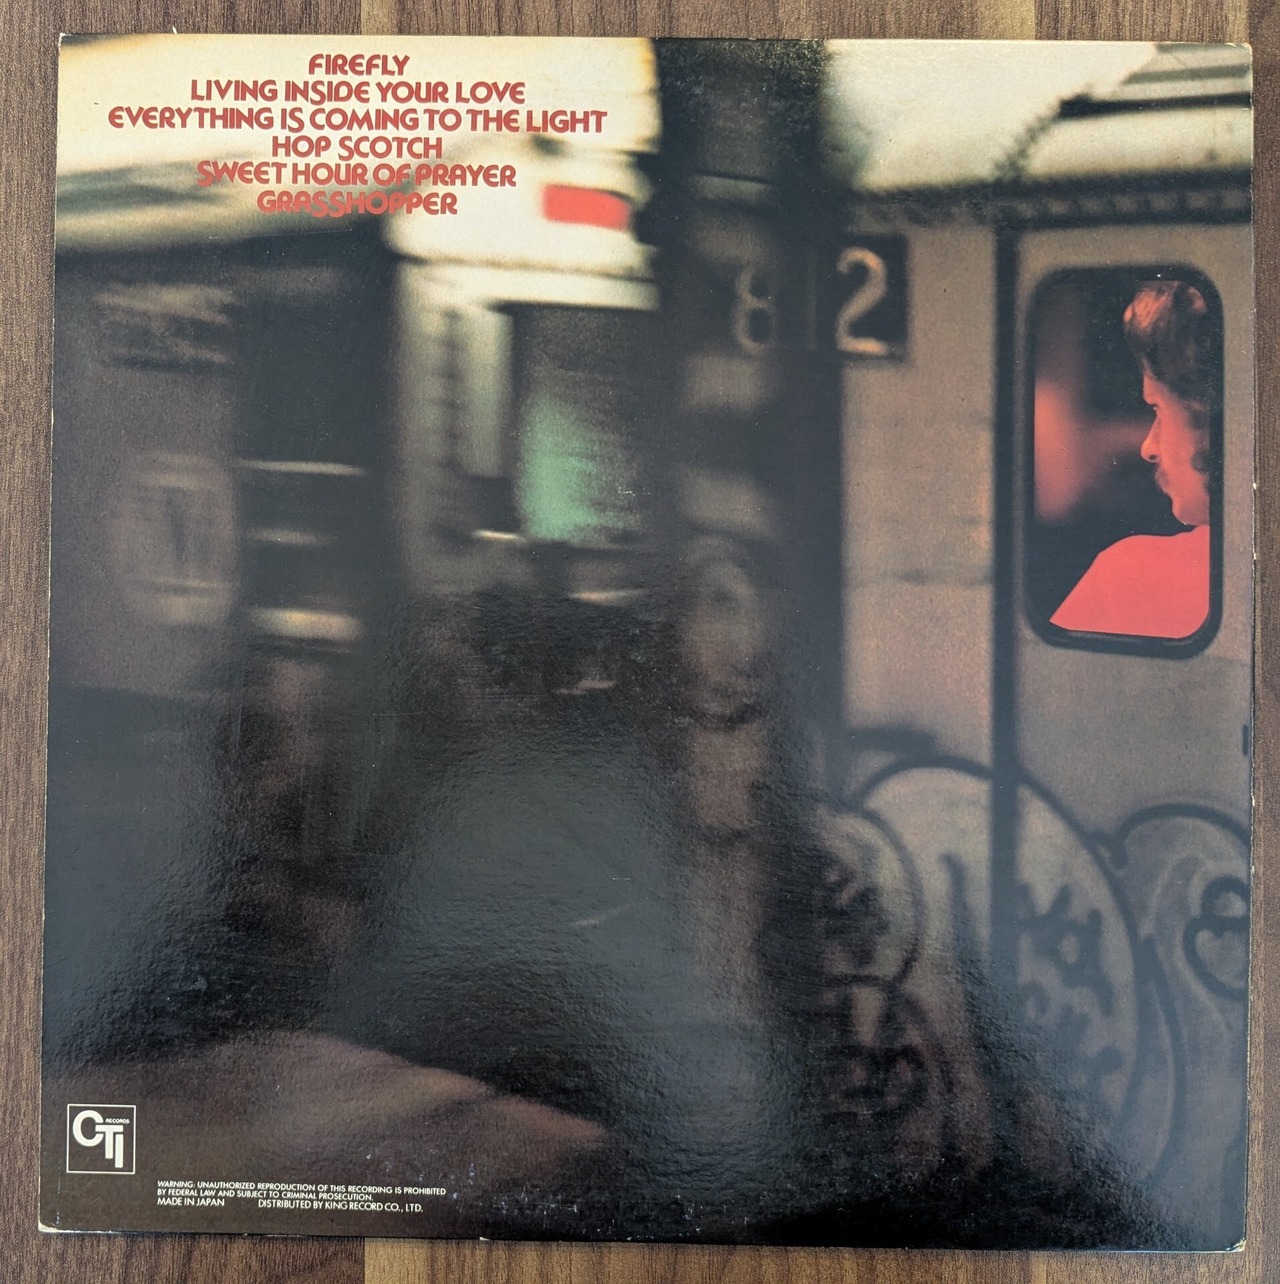 FIREFLY
LIVING INSIDE YOUR LOVE
EVERYTHING IS COMING TO THE LIGHT
HOP SCOTCH
SWEET HOUR OF PRAYER
GRASSHOPPER
8 2
CTI RECORDS
WARNING: UNAUTHORIZED REPRODUCTION OF THIS RECORDING IS PROHIBITED
BY FEDERAL LAW AND SUBJECT TO CRIMINAL PROSECUTION.
MADE IN JAPAN DISTRIBUTED BY KING RECORD CO., LTD.